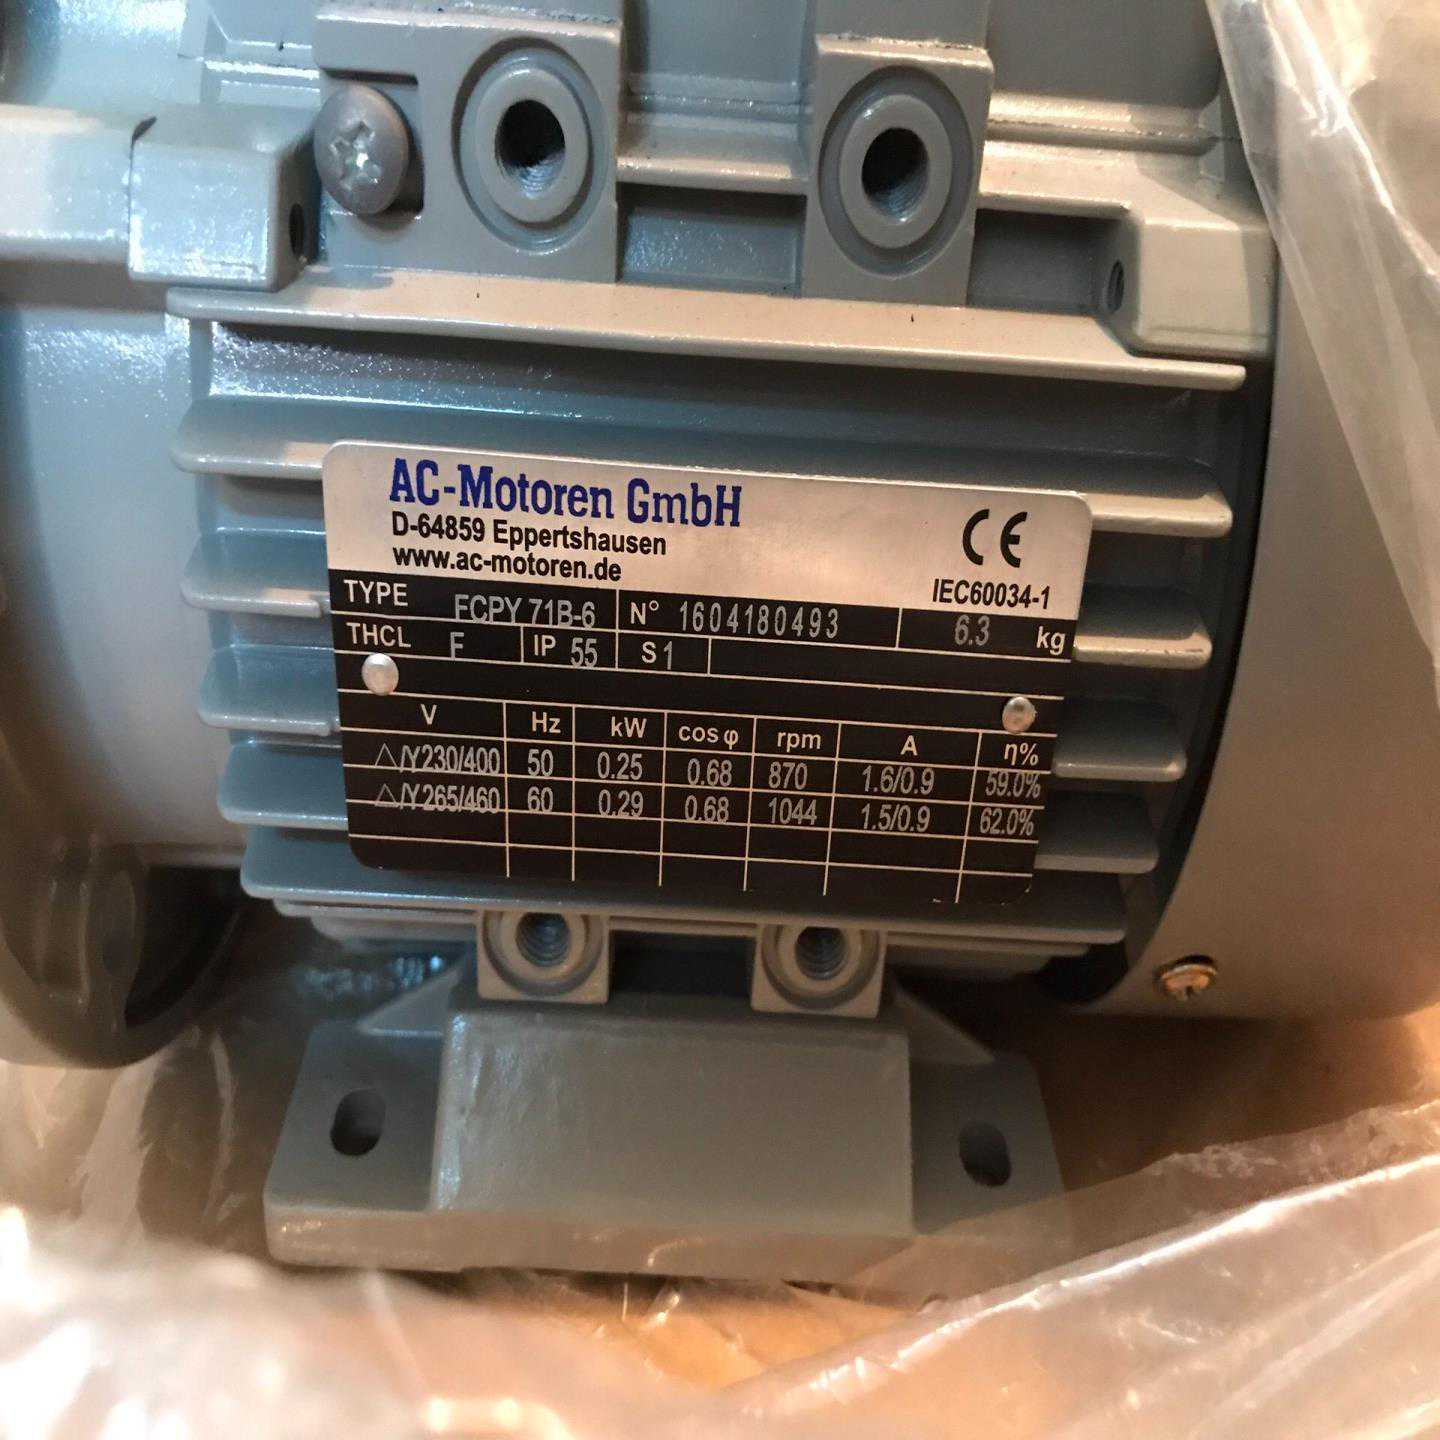 AC-Motoren GmbH
D-64859 Eppertshausen
www.ac-motoren.de
CE
IEC60034-1
TYPE FCPY 71B-6 N° 1604180493 6.3 kg
THCL F IP 55 S1
V Hz kW cos φ rpm A η%
△/Y230/400 50 0.25 0.68 870 1.6/0.9 59.0%
△/Y265/460 60 0.29 0.68 1044 1.5/0.9 62.0%